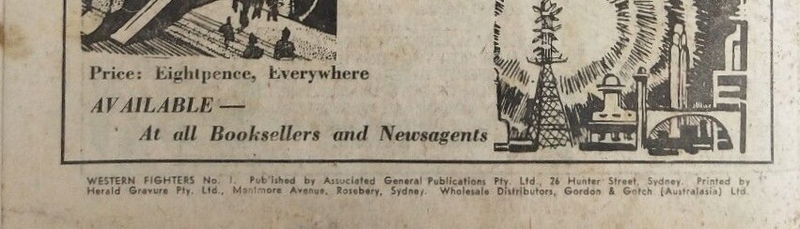 Price: Eightpence, Everywhere
AVAILABLE —
At all Booksellers and Newsagents
WESTERN FIGHTERS No. 1. Published by Associated General Publications Pty. Ltd., 26 Hunter Street, Sydney. Printed by
Herald Gravure Pty. Ltd., Mentmore Avenue, Rosebery, Sydney. Wholesale Distributors, Gordon & Gotch (Australasia) Ltd.